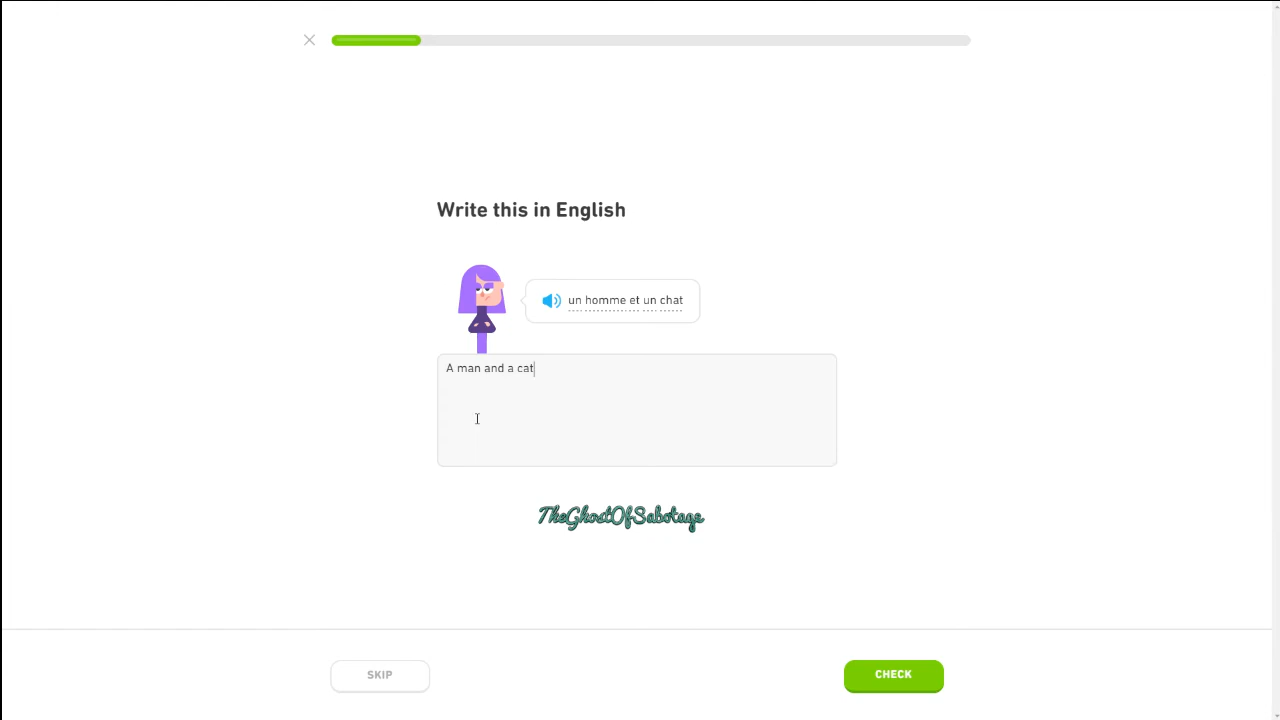 Write this in English
un homme et un chat
A man and a cat
TheGhostOfSabotage
SKIP
CHECK